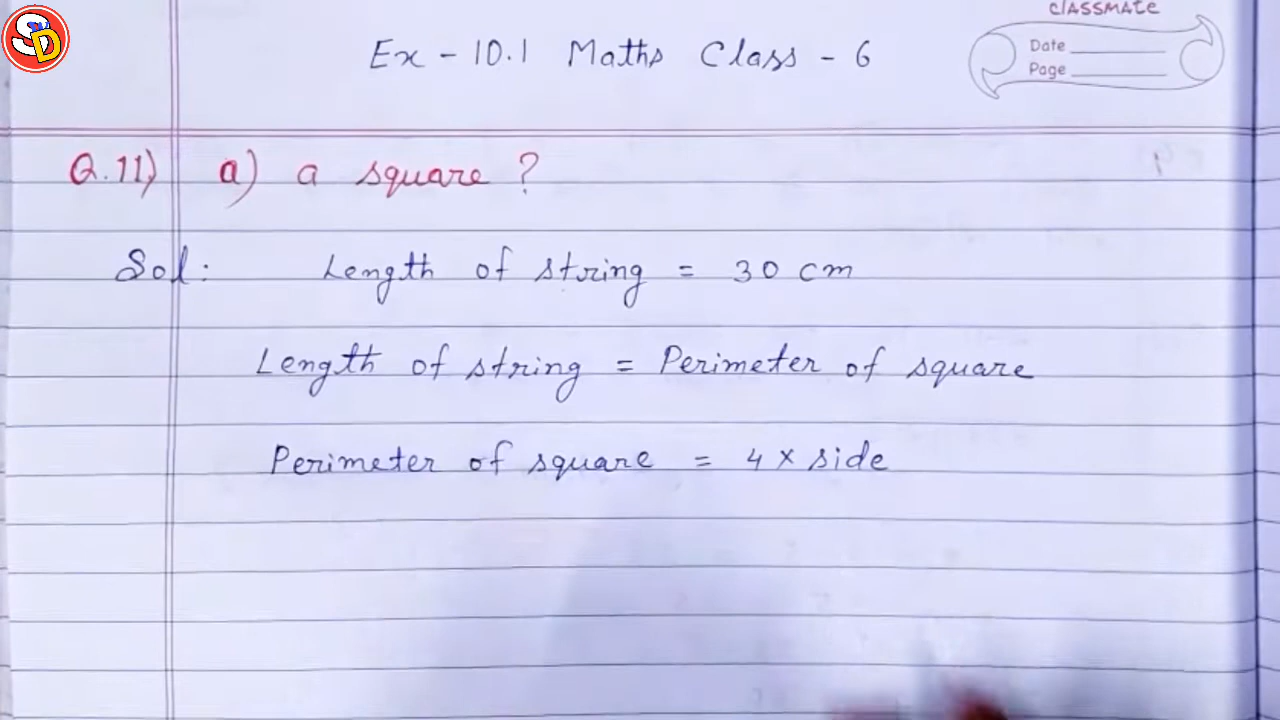 SD
CLASSMATE
Ex - 10.1 Maths Class - 6
Date
Page
Q.11) a) a square ?
Sol: Length of string = 30 cm
Length of string = Perimeter of square
Perimeter of square = 4 × side